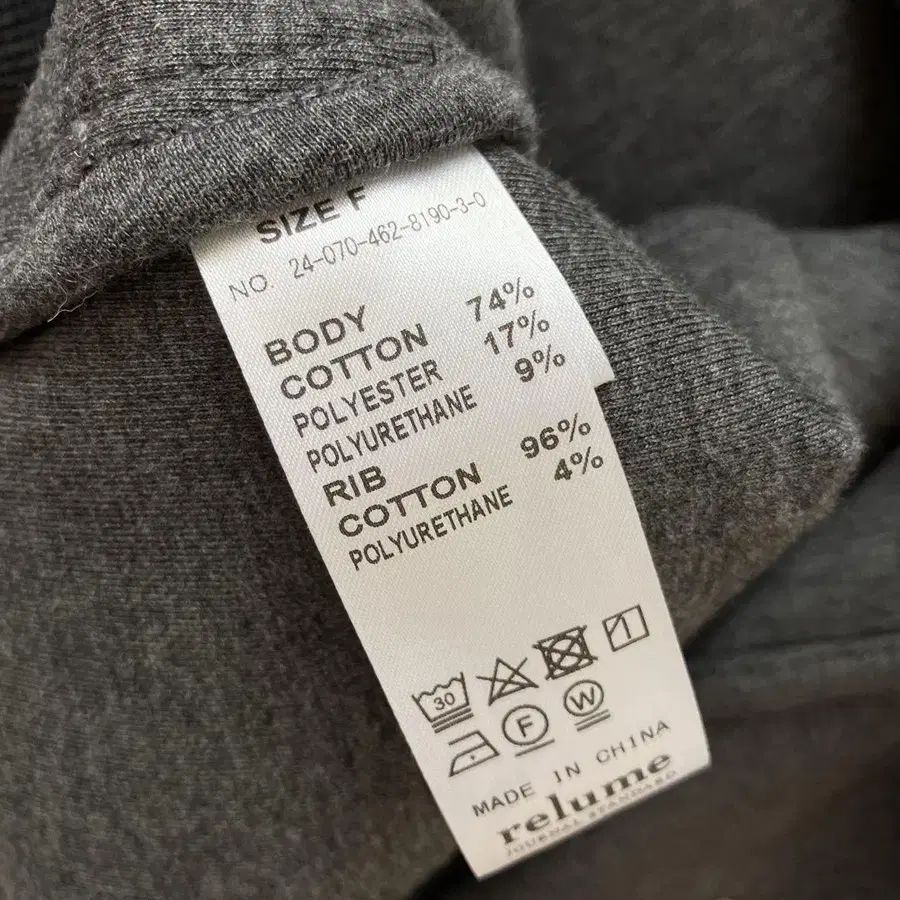 SIZE F
NO. 24-070-462-8190-3-0
BODY
COTTON 74%
POLYESTER 17%
POLYURETHANE 9%
RIB
COTTON 96%
POLYURETHANE 4%
30
F W
MADE IN CHINA
relume
JOURNAL STANDARD